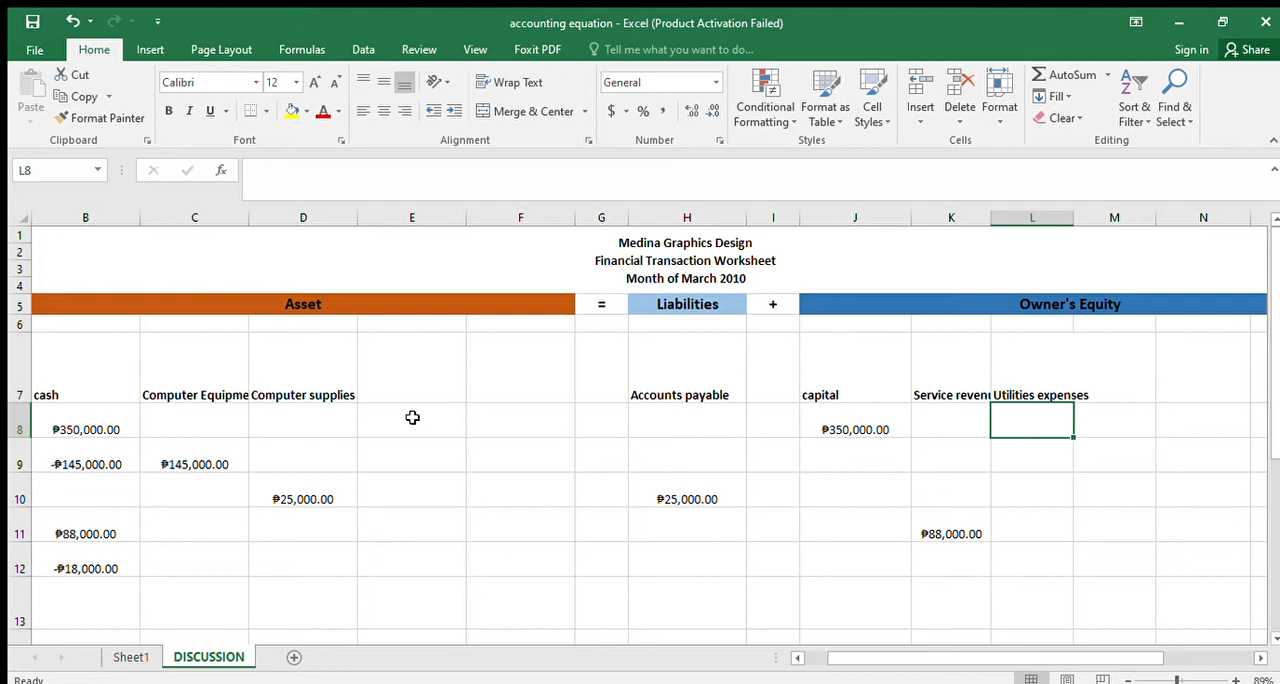 accounting equation - Excel (Product Activation Failed)
File Home Insert Page Layout Formulas Data Review View Foxit PDF Tell me what you want to do... Sign in Share
Paste
Cut
Copy
Format Painter
Clipboard
Calibri 12
B I U
Font
Wrap Text
Merge & Center
Alignment
General
$ % ,
Number
Conditional Formatting
Format as Table
Cell Styles
Styles
Insert Delete Format
Cells
AutoSum
Fill
Clear
Sort & Filter
Find & Select
Editing
L8 fx
B C D E F G H I J K L M N
1 Medina Graphics Design
2 Financial Transaction Worksheet
3 Month of March 2010
4
5 Asset = Liabilities + Owner's Equity
6
7 cash Computer Equipme Computer supplies Accounts payable capital Service reven Utilities expenses
8 ₱350,000.00 ₱350,000.00
9 -₱145,000.00 ₱145,000.00
10 ₱25,000.00 ₱25,000.00
11 ₱88,000.00 ₱88,000.00
12 -₱18,000.00
13
Sheet1 DISCUSSION
Ready 89%